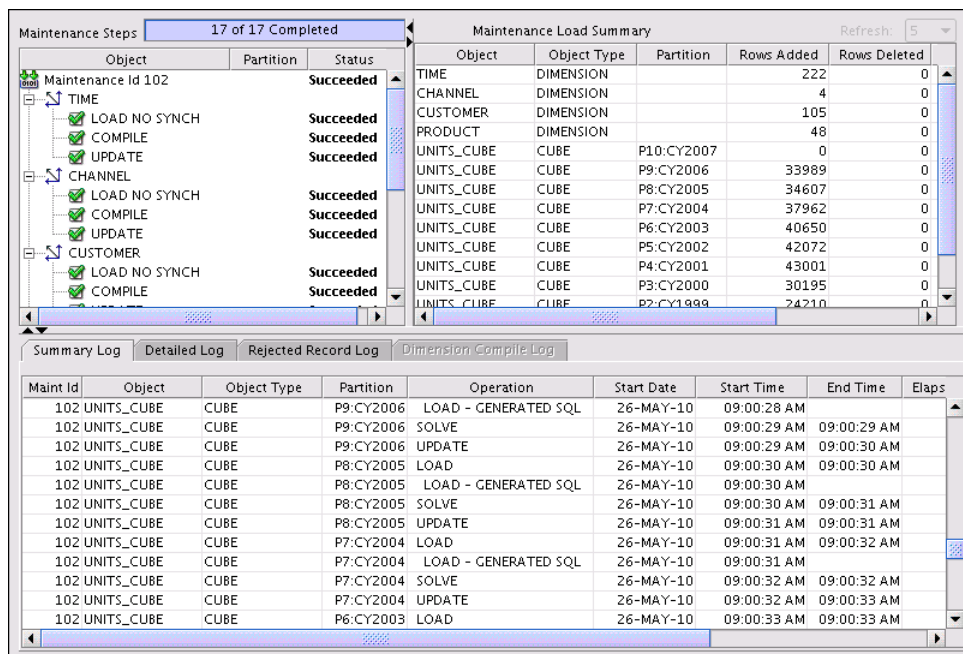 Maintenance Steps 17 of 17 Completed
Object Partition Status
Maintenance Id 102 Succeeded
TIME
LOAD NO SYNCH Succeeded
COMPILE Succeeded
UPDATE Succeeded
CHANNEL
LOAD NO SYNCH Succeeded
COMPILE Succeeded
UPDATE Succeeded
CUSTOMER
LOAD NO SYNCH Succeeded
COMPILE Succeeded
Maintenance Load Summary Refresh: 5
Object Object Type Partition Rows Added Rows Deleted
TIME DIMENSION 222 0
CHANNEL DIMENSION 4 0
CUSTOMER DIMENSION 105 0
PRODUCT DIMENSION 48 0
UNITS_CUBE CUBE P10:CY2007 0 0
UNITS_CUBE CUBE P9:CY2006 33989 0
UNITS_CUBE CUBE P8:CY2005 34607 0
UNITS_CUBE CUBE P7:CY2004 37962 0
UNITS_CUBE CUBE P6:CY2003 40650 0
UNITS_CUBE CUBE P5:CY2002 42072 0
UNITS_CUBE CUBE P4:CY2001 43001 0
UNITS_CUBE CUBE P3:CY2000 30195 0
UNITS_CUBE CUBE P2:CY1999 24210 0
Summary Log Detailed Log Rejected Record Log Dimension Compile Log
Maint Id Object Object Type Partition Operation Start Date Start Time End Time Elaps
102 UNITS_CUBE CUBE P9:CY2006 LOAD - GENERATED SQL 26-MAY-10 09:00:28 AM
102 UNITS_CUBE CUBE P9:CY2006 SOLVE 26-MAY-10 09:00:29 AM 09:00:29 AM
102 UNITS_CUBE CUBE P9:CY2006 UPDATE 26-MAY-10 09:00:29 AM 09:00:30 AM
102 UNITS_CUBE CUBE P8:CY2005 LOAD 26-MAY-10 09:00:30 AM 09:00:30 AM
102 UNITS_CUBE CUBE P8:CY2005 LOAD - GENERATED SQL 26-MAY-10 09:00:30 AM
102 UNITS_CUBE CUBE P8:CY2005 SOLVE 26-MAY-10 09:00:30 AM 09:00:31 AM
102 UNITS_CUBE CUBE P8:CY2005 UPDATE 26-MAY-10 09:00:31 AM 09:00:31 AM
102 UNITS_CUBE CUBE P7:CY2004 LOAD 26-MAY-10 09:00:31 AM 09:00:32 AM
102 UNITS_CUBE CUBE P7:CY2004 LOAD - GENERATED SQL 26-MAY-10 09:00:31 AM
102 UNITS_CUBE CUBE P7:CY2004 SOLVE 26-MAY-10 09:00:32 AM 09:00:32 AM
102 UNITS_CUBE CUBE P7:CY2004 UPDATE 26-MAY-10 09:00:32 AM 09:00:33 AM
102 UNITS_CUBE CUBE P6:CY2003 LOAD 26-MAY-10 09:00:33 AM 09:00:33 AM